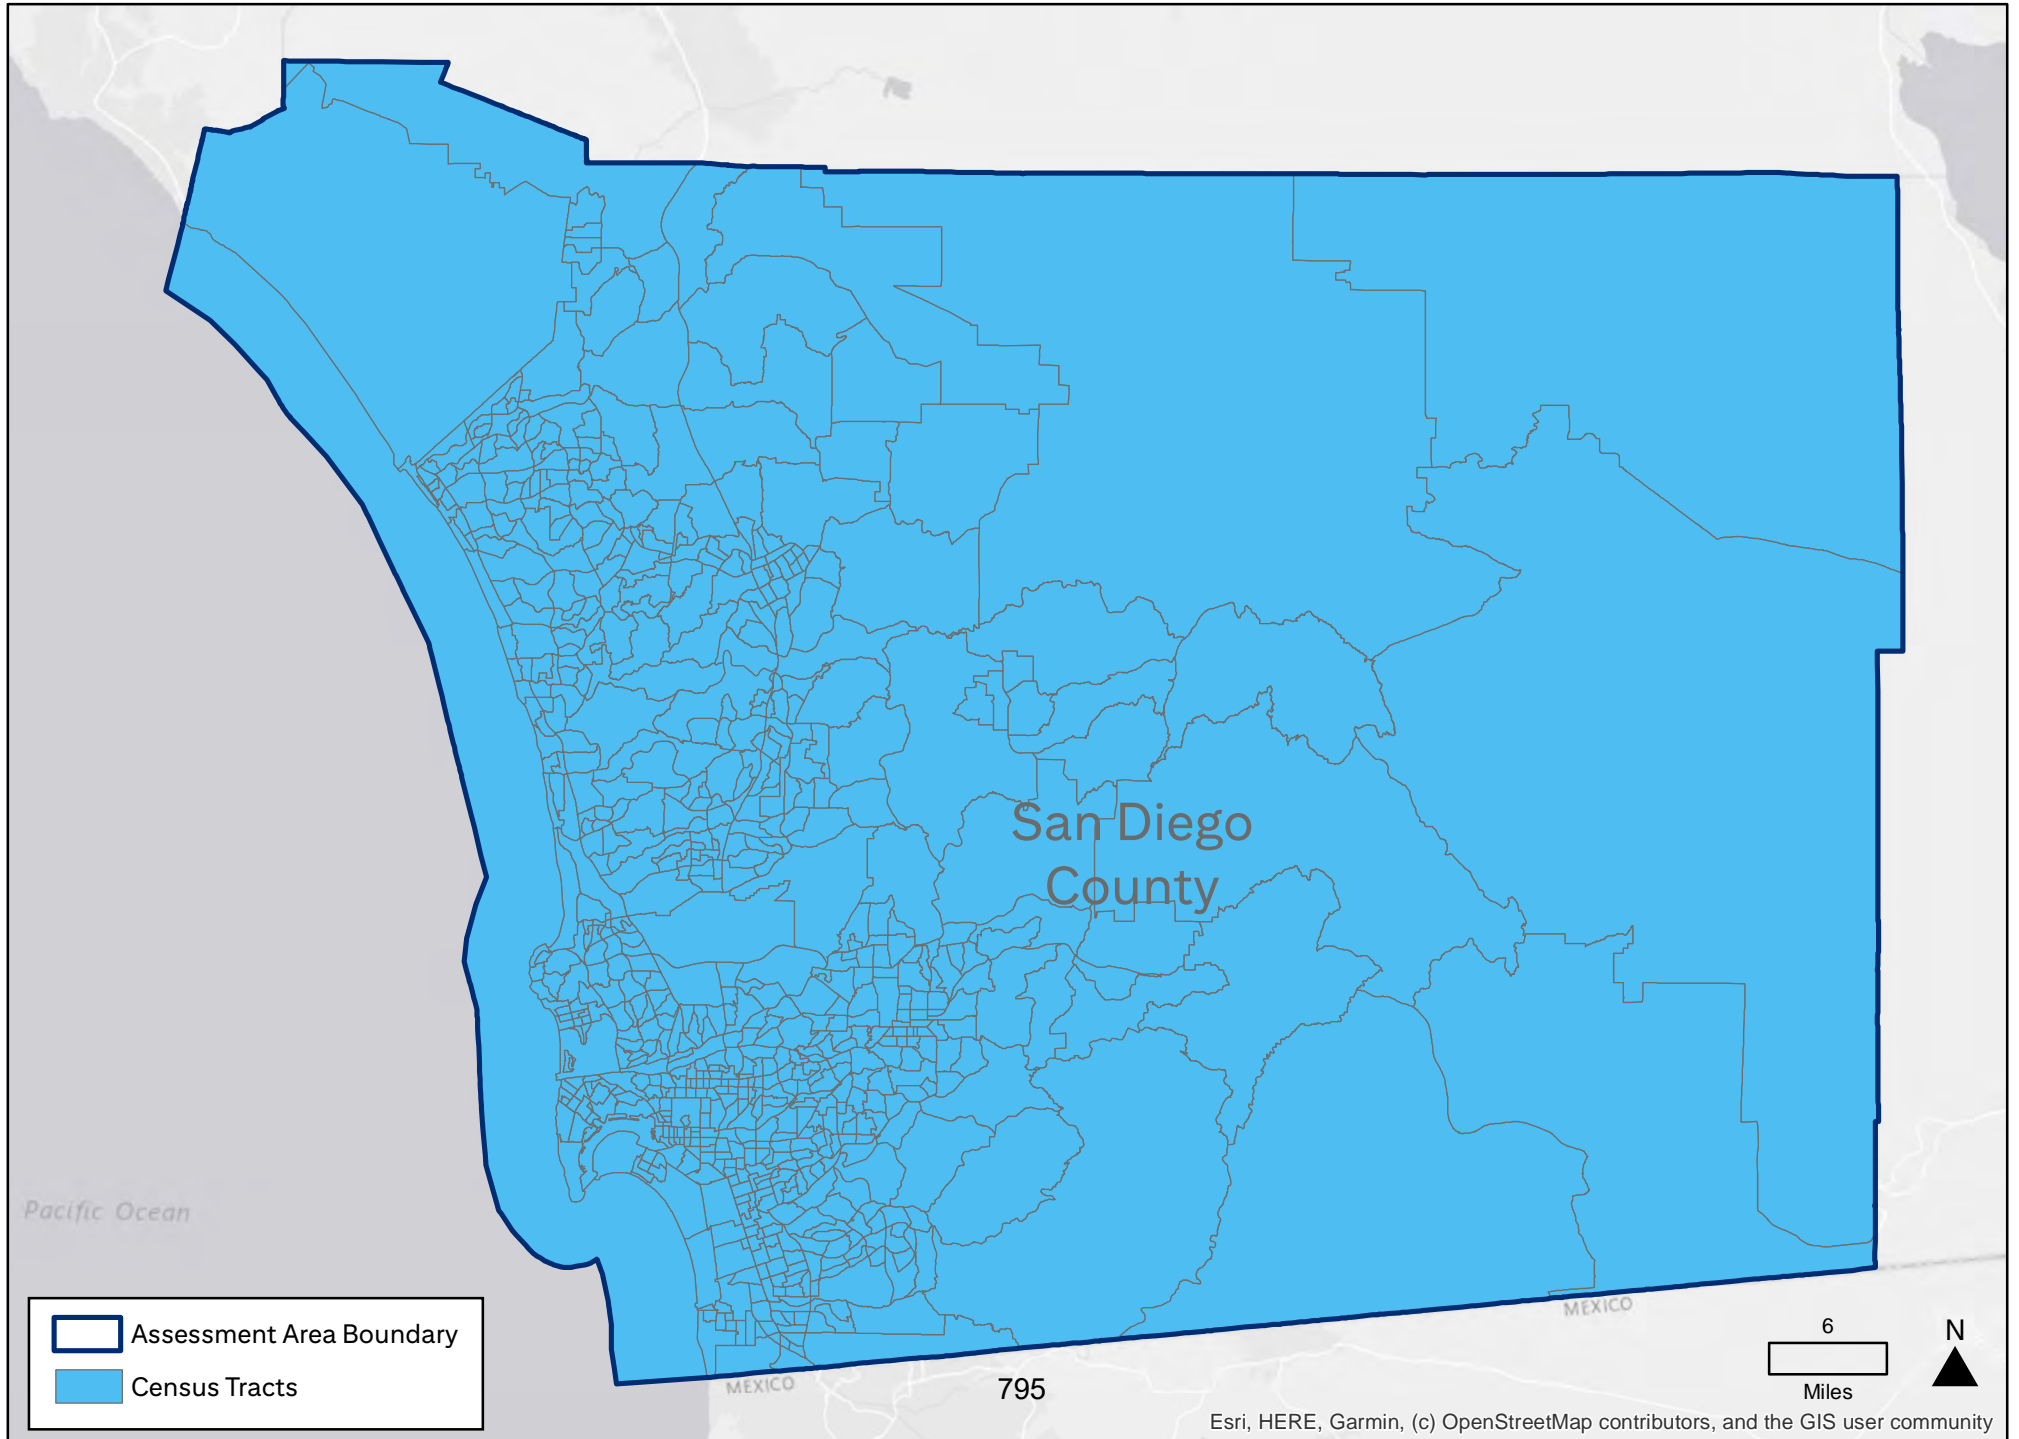 San Diego
County
Pacific Ocean
Assessment Area Boundary
Census Tracts
MEXICO
MEXICO
795
6
Miles
N
Esri, HERE, Garmin, (c) OpenStreetMap contributors, and the GIS user community